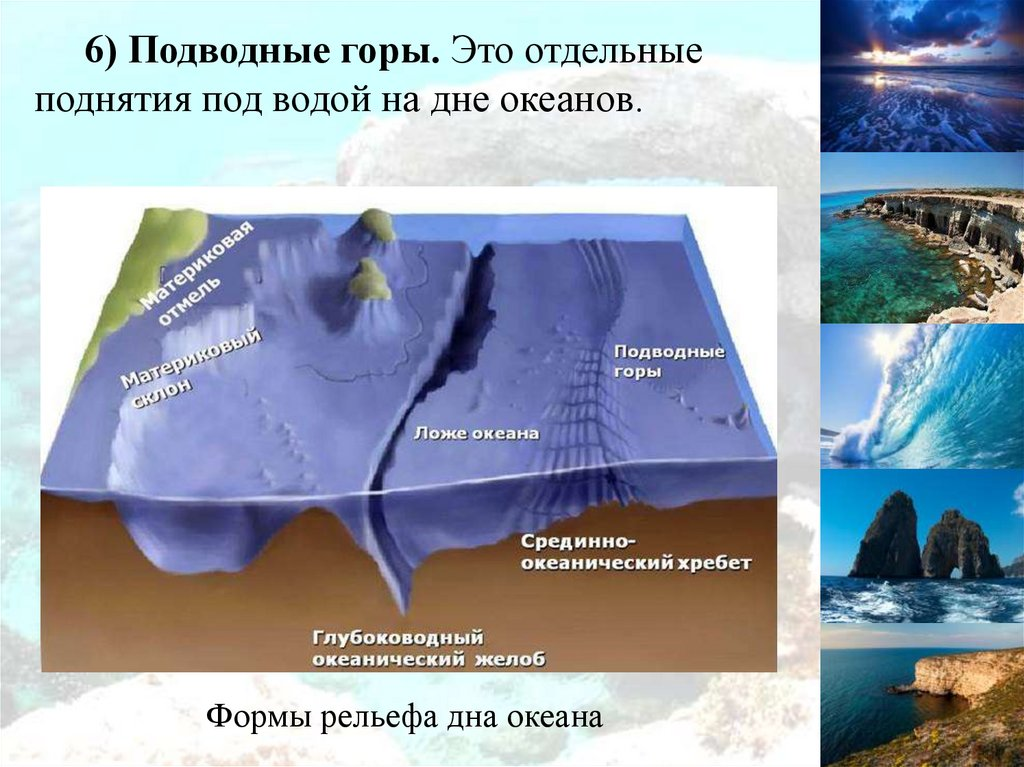 6) Подводные горы. Это отдельные
поднятия под водой на дне океанов.
Материковая
отмель
Материковый
склон
Подводные
горы
Ложе океана
Срединно-
океанический хребет
Глубоководный
океанический желоб
Формы рельефа дна океана